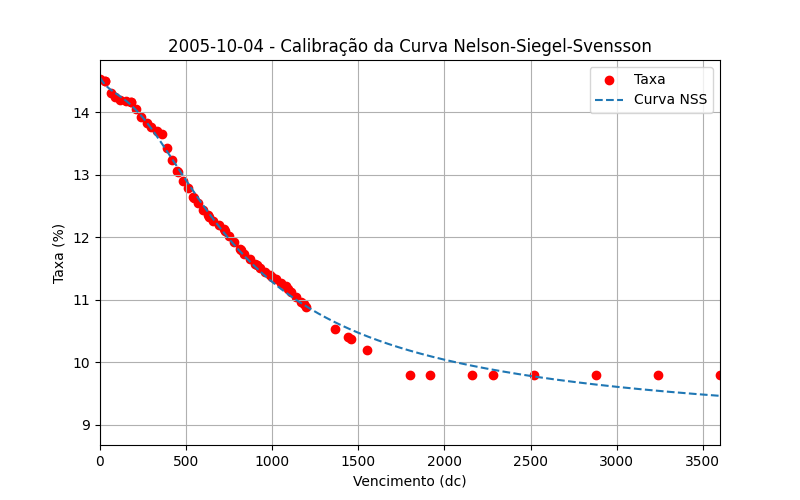 2005-10-04 - Calibração da Curva Nelson-Siegel-Svensson
Taxa
Curva NSS
Taxa (%)
14
13
12
11
10
9
0 500 1000 1500 2000 2500 3000 3500
Vencimento (dc)